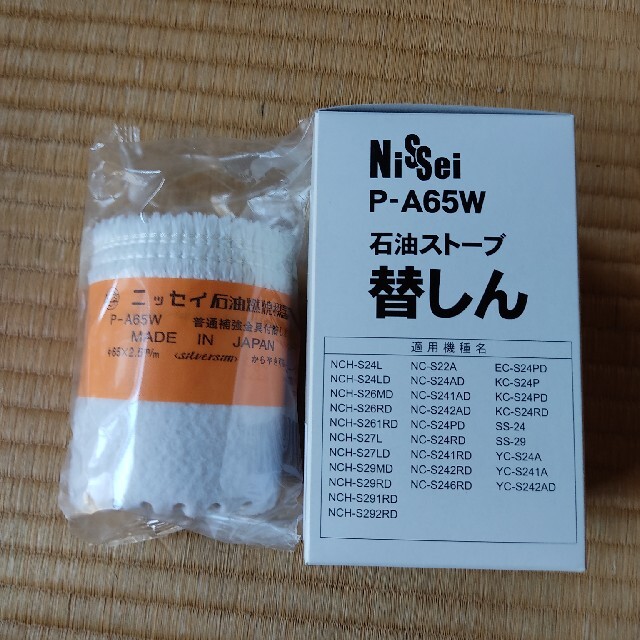 ニッセイ石油燃焼
P-A65W 普通補強金具付
MADE IN JAPAN
silversun
NiSSei
P-A65W
石油ストーブ
替しん
適用機種名
NCH-S24L NC-S22A EC-S24PD
NCH-S24LD NC-S24AD KC-S24P
NCH-S26MD NC-S241AD KC-S24PD
NCH-S26RD NC-S242AD KC-S24RD
NCH-S261RD NC-S24PD SS-24
NCH-S27L NC-S24RD SS-29
NCH-S27LD NC-S241RD YC-S24A
NCH-S29MD NC-S242RD YC-S241A
NCH-S29RD NC-S246RD YC-S242AD
NCH-S291RD
NCH-S292RD